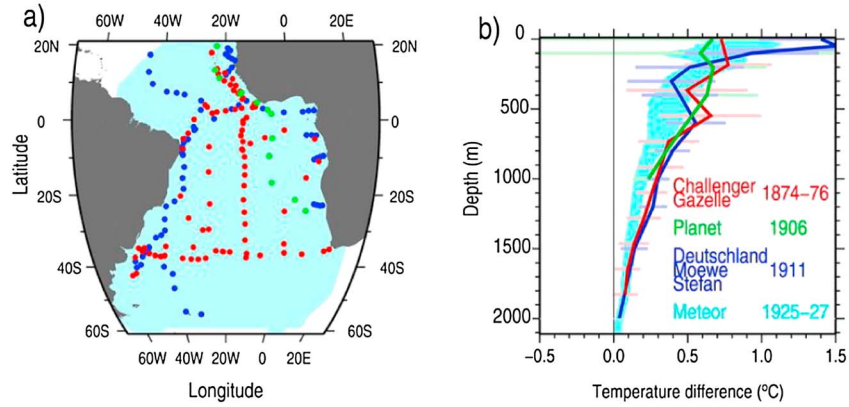 a)
60W 40W 20W 0 20E
20N 20N
0 0
20S 20S
40S 40S
60S 60S
60W 40W 20W 0 20E
Latitude
Longitude
b)
0
500
1000
1500
2000
Depth (m)
Challenger
Gazelle 1874-76
Planet 1906
Deutschland
Moewe 1911
Stefan
Meteor 1925-27
-0.5 0.0 0.5 1.0 1.5
Temperature difference (ºC)